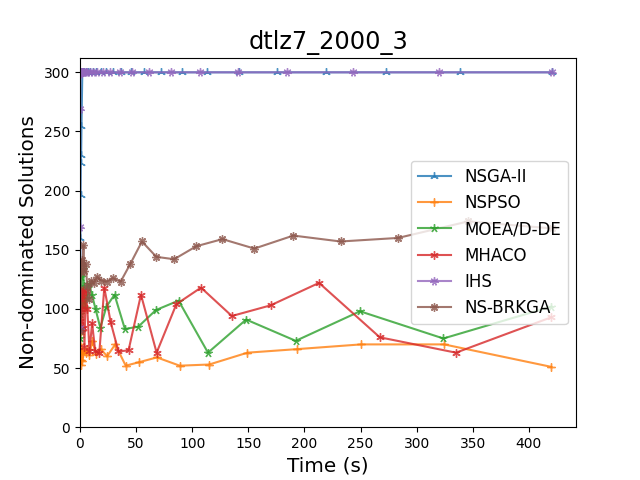 dtlz7_2000_3
Non-dominated Solutions
300
250
200
150
100
50
0
NSGA-II
NSPSO
MOEA/D-DE
MHACO
IHS
NS-BRKGA
0 50 100 150 200 250 300 350 400
Time (s)